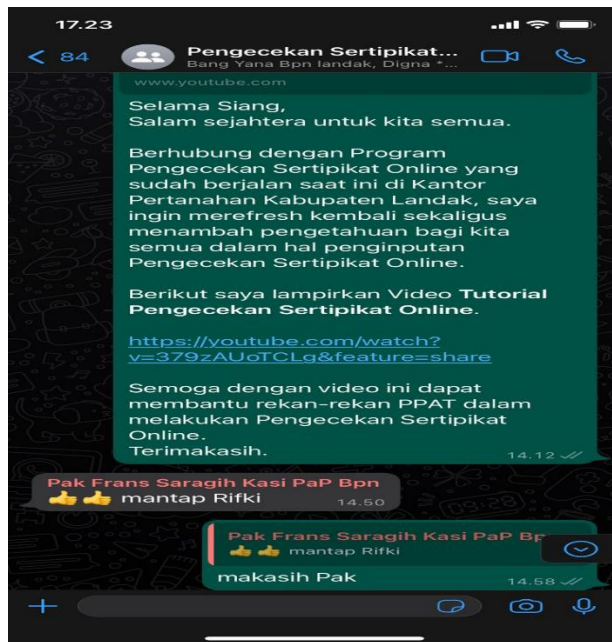 17.23
84
Pengecekan Sertipikat...
Bang Yana Bpn landak, Digna *...
www.youtube.com
Selama Siang,
Salam sejahtera untuk kita semua.
Berhubung dengan Program
Pengecekan Sertipikat Online yang
sudah berjalan saat ini di Kantor
Pertanahan Kabupaten Landak, saya
ingin merefresh kembali sekaligus
menambah pengetahuan bagi kita
semua dalam hal penginputan
Pengecekan Sertipikat Online.
Berikut saya lampirkan Video Tutorial
Pengecekan Sertipikat Online.
https://youtube.com/watch?
v=379zAUoTCLg&feature=share
Semoga dengan video ini dapat
membantu rekan-rekan PPAT dalam
melakukan Pengecekan Sertipikat
Online.
Terimakasih.
14.12
Pak Frans Saragih Kasi PaP Bpn
👍👍 mantap Rifki
14.50
Pak Frans Saragih Kasi PaP Bp
👍👍 mantap Rifki
makasih Pak
14.58